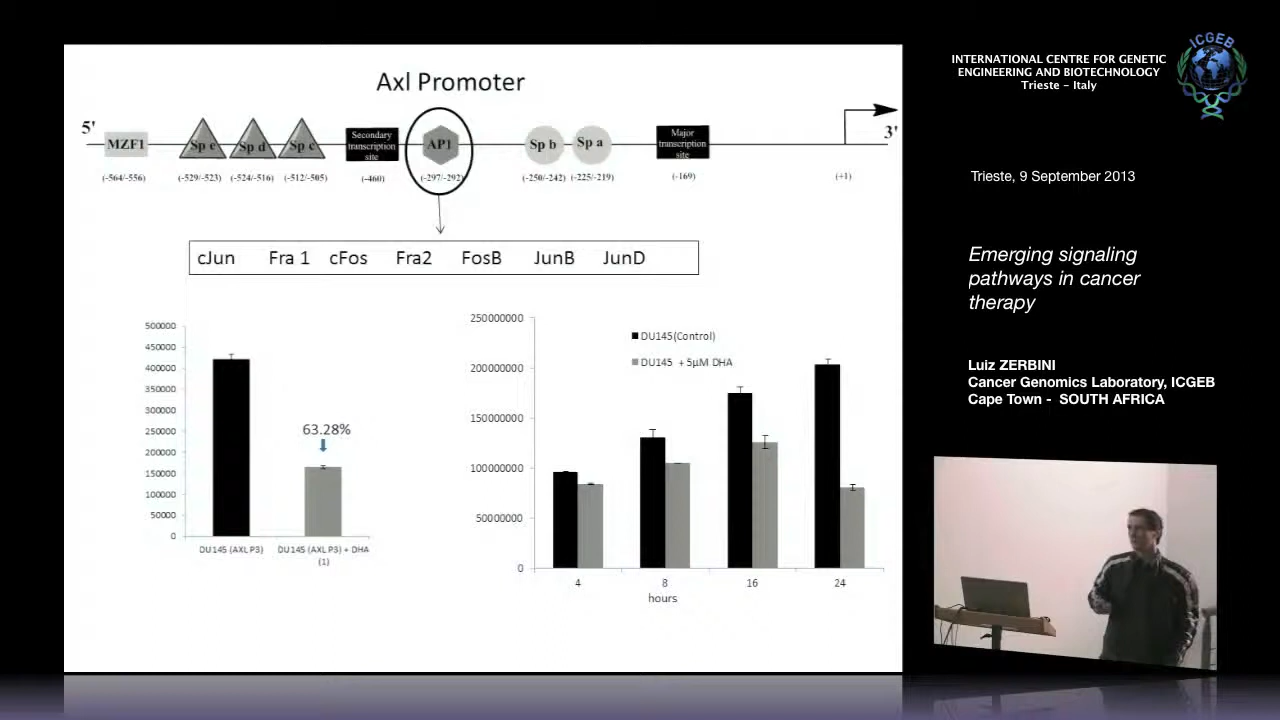 Axl Promoter
5'
3'
MZF1
Sp e
Sp d
Sp c
Secondary
transcription
site
AP1
Sp b
Sp a
Major
transcription
site
(-564/-556)
(-529/-523)
(-524/-516)
(-512/-505)
(-460)
(-297/-292)
(-250/-242)
(-225/-219)
(-169)
(+1)
cJun Fra 1 cFos Fra2 FosB JunB JunD
500000
450000
400000
350000
300000
250000
200000
150000
100000
50000
0
63.28%
DU145 (AXL P3)
DU145 (AXL P3) + DHA
(1)
250000000
200000000
150000000
100000000
50000000
0
DU145(Control)
DU145 + 5µM DHA
4 8 16 24
hours
INTERNATIONAL CENTRE FOR GENETIC
ENGINEERING AND BIOTECHNOLOGY
Trieste - Italy
ICGEB
Trieste, 9 September 2013
Emerging signaling
pathways in cancer
therapy
Luiz ZERBINI
Cancer Genomics Laboratory, ICGEB
Cape Town - SOUTH AFRICA